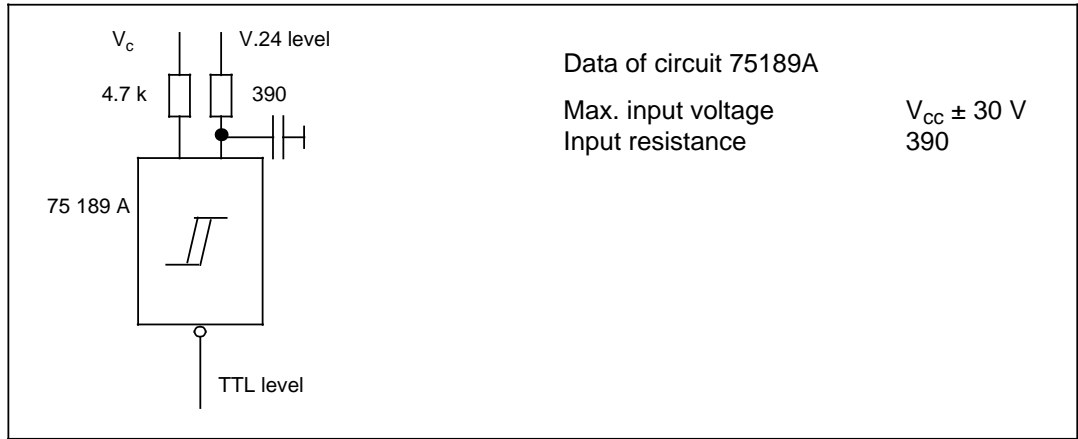 Vc
V.24 level
4.7 k
390
75 189 A
TTL level
Data of circuit 75189A
Max. input voltage Vcc ± 30 V
Input resistance 390